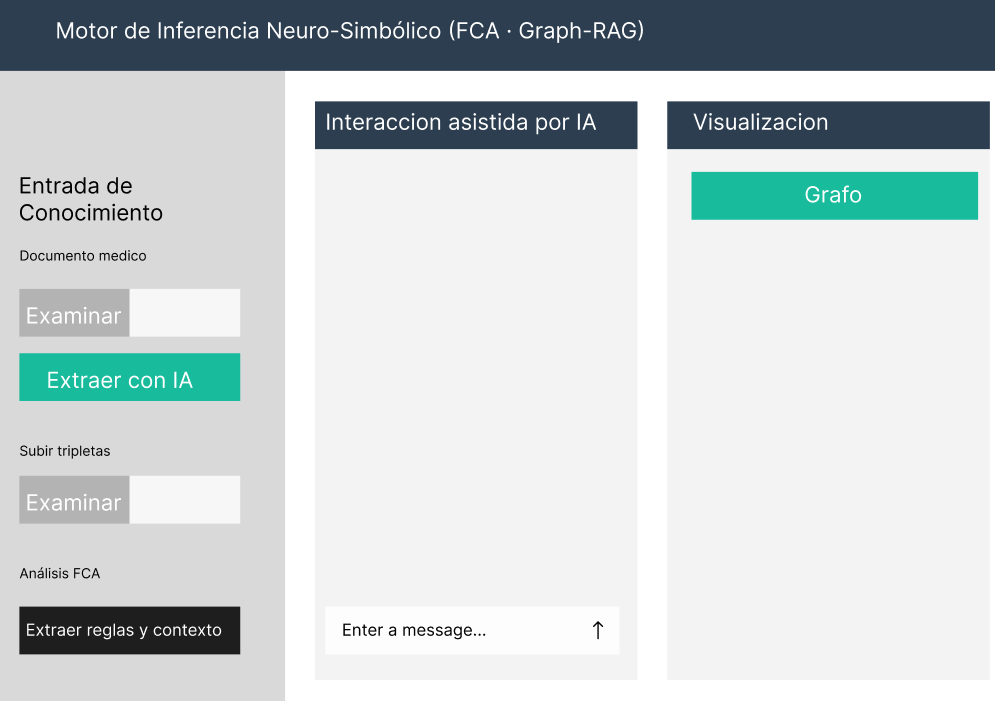 Motor de Inferencia Neuro-Simbólico (FCA · Graph-RAG)
Entrada de
Conocimiento
Documento medico
Examinar
Extraer con IA
Subir tripletas
Examinar
Análisis FCA
Extraer reglas y contexto
Interaccion asistida por IA
Enter a message...
↑
Visualizacion
Grafo